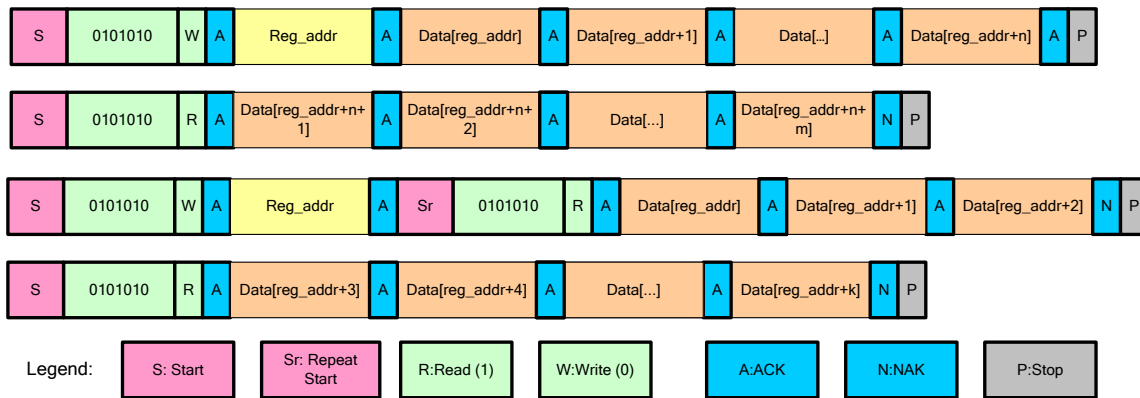 S 0101010 W A Reg_addr A Data[reg_addr] A Data[reg_addr+1] A Data[...] A Data[reg_addr+n] A P
S 0101010 R A Data[reg_addr+n+ A Data[reg_addr+n+ A Data[...] A Data[reg_addr+n+ N P
1] 2] m]
S 0101010 W A Reg_addr A Sr 0101010 R A Data[reg_addr] A Data[reg_addr+1] A Data[reg_addr+2] N P
S 0101010 R A Data[reg_addr+3] A Data[reg_addr+4] A Data[...] A Data[reg_addr+k] N P
Legend: S: Start Sr: Repeat R:Read (1) W:Write (0) A:ACK N:NAK P:Stop
Start